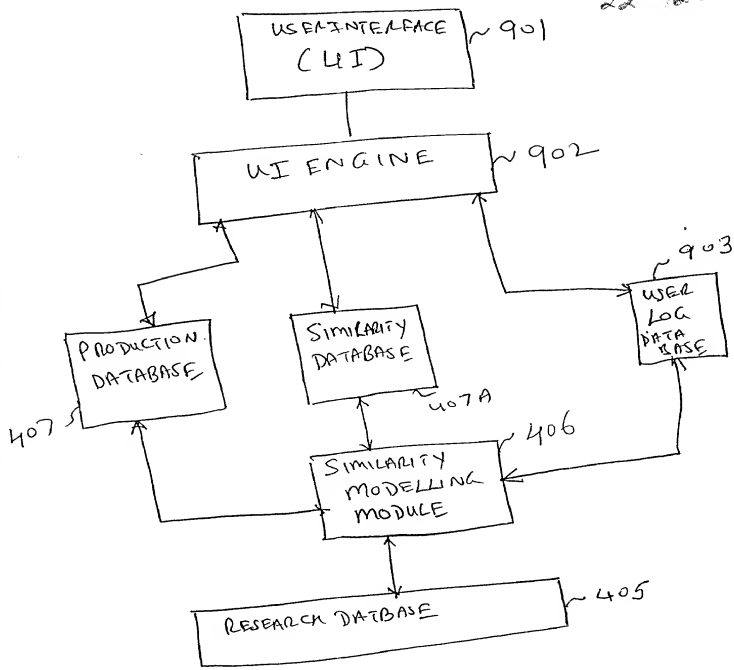 USER INTERFACE
(UI)
901
UI ENGINE
902
903
USER
LOG
DATA
BASE
PRODUCTION
DATABASE
407
SIMILARITY
DATABASE
407A
406
SIMILARITY
MODELLING
MODULE
RESEARCH DATBASE
405